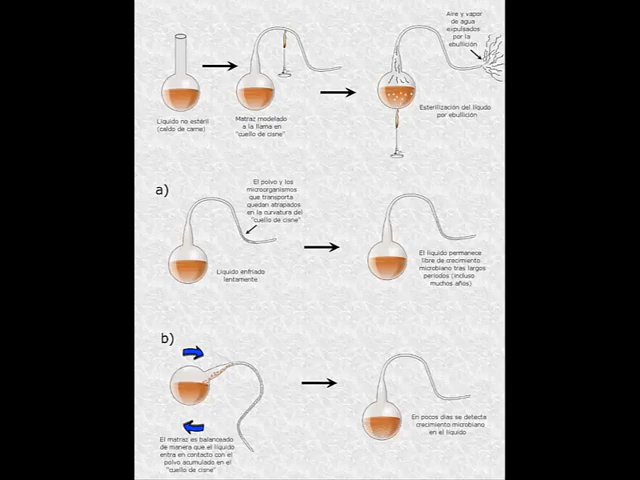 Aire y vapor
de agua
expulsados
por la
ebullición
Líquido no estéril
(caldo de carne)
Matraz modelado
a la llama en
"cuello de cisne"
Esterilización del líqudo
por ebullición
a)
El polvo y los
microorganismos
que transporta
quedan atrapados
en la curvatura del
"cuello de cisne"
Líquido enfriado
lentamente
El líquido permanece
libre de crecimiento
microbiano tras largos
periodos (incluso
muchos años)
b)
El matraz es balanceado
de manera que el líquido
entra en contacto con el
polvo acumulado en el
"cuello de cisne"
En pocos días se detecta
crecimiento microbiano
en el líquido